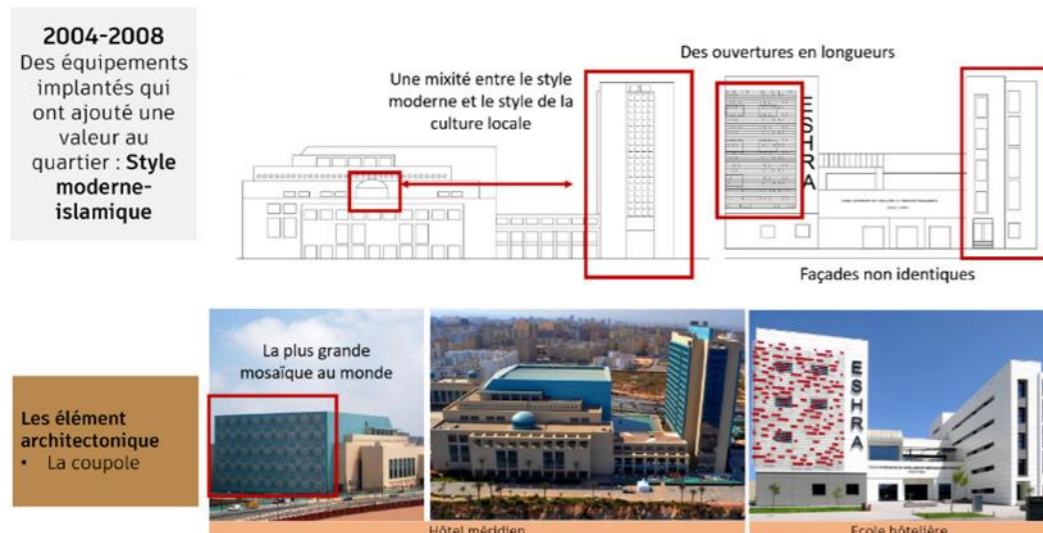 2004-2008
Des équipements
implantés qui
ont ajouté une
valeur au
quartier : Style
moderne-
islamique
Une mixité entre le style
moderne et le style de la
culture locale
Des ouvertures en longueurs
ESHRA
Façades non identiques
Les élément
architectonique
• La coupole
La plus grande
mosaïque au monde
ESHRA
Hôtel méridien
Ecole hôtelière